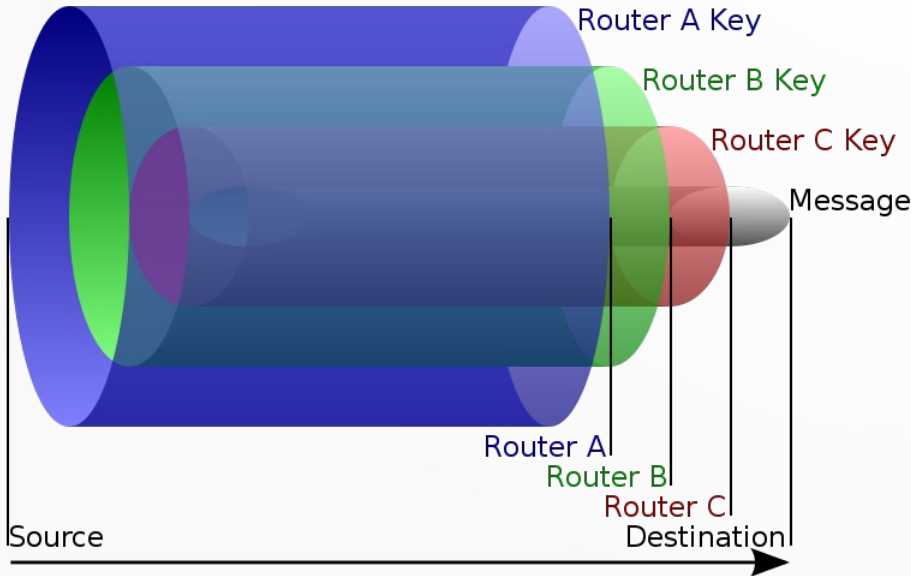 Router A Key
Router B Key
Router C Key
Message
Router A
Router B
Router C
Source
Destination